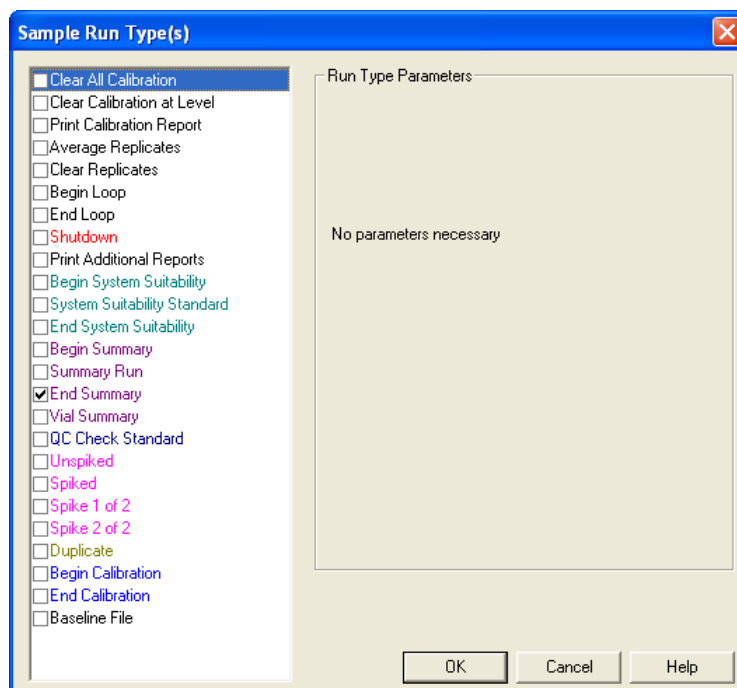 Sample Run Type(s)
Clear All Calibration
Clear Calibration at Level
Print Calibration Report
Average Replicates
Clear Replicates
Begin Loop
End Loop
Shutdown
Print Additional Reports
Begin System Suitability
System Suitability Standard
End System Suitability
Begin Summary
Summary Run
End Summary
Vial Summary
QC Check Standard
Unspiked
Spiked
Spike 1 of 2
Spike 2 of 2
Duplicate
Begin Calibration
End Calibration
Baseline File
Run Type Parameters
No parameters necessary
OK
Cancel
Help